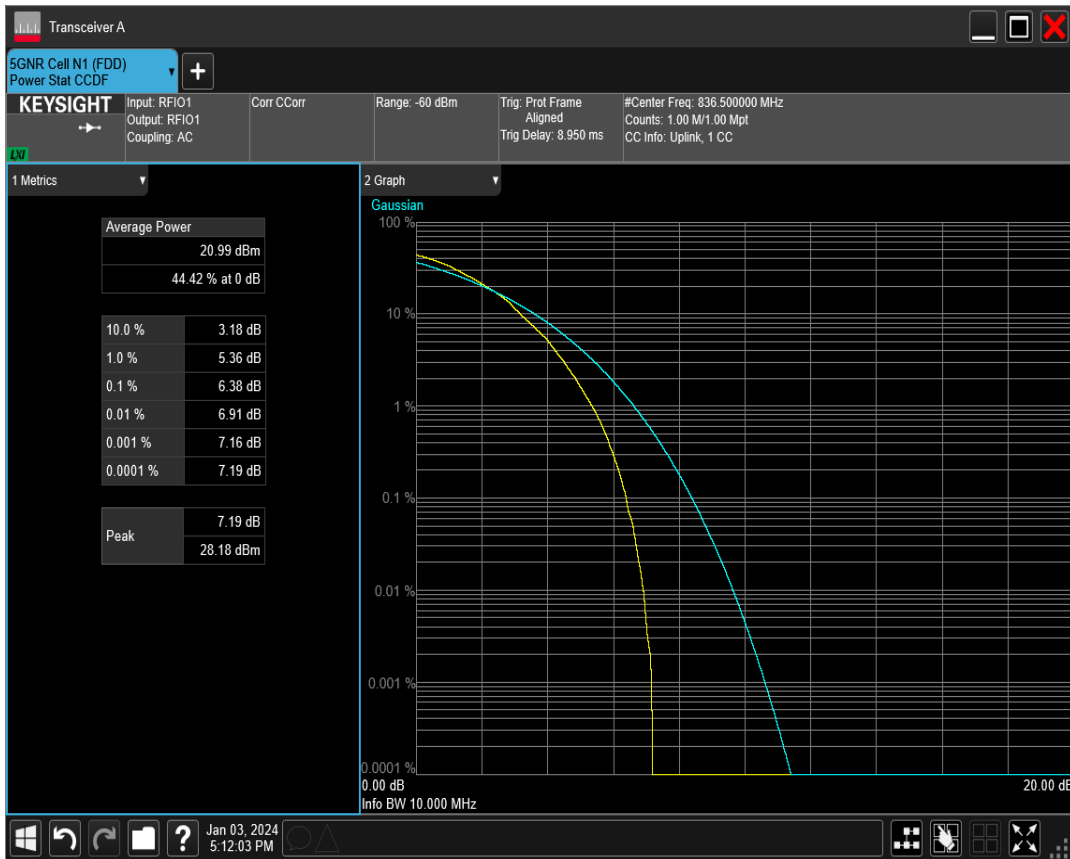 Transceiver A
5GNR Cell N1 (FDD)
Power Stat CCDF
KEYSIGHT
LXI
Input: RFIO1
Output: RFIO1
Coupling: AC
Corr CCorr
Range: -60 dBm
Trig: Prot Frame
Aligned
Trig Delay: 8.950 ms
#Center Freq: 836.500000 MHz
Counts: 1.00 M/1.00 Mpt
CC Info: Uplink, 1 CC
1 Metrics
Average Power
20.99 dBm
44.42 % at 0 dB
10.0 % 3.18 dB
1.0 % 5.36 dB
0.1 % 6.38 dB
0.01 % 6.91 dB
0.001 % 7.16 dB
0.0001 % 7.19 dB
Peak
7.19 dB
28.18 dBm
2 Graph
Gaussian
100 %
10 %
1 %
0.1 %
0.01 %
0.001 %
0.0001 %
0.00 dB 20.00 dB
Info BW 10.000 MHz
? Jan 03, 2024
5:12:03 PM